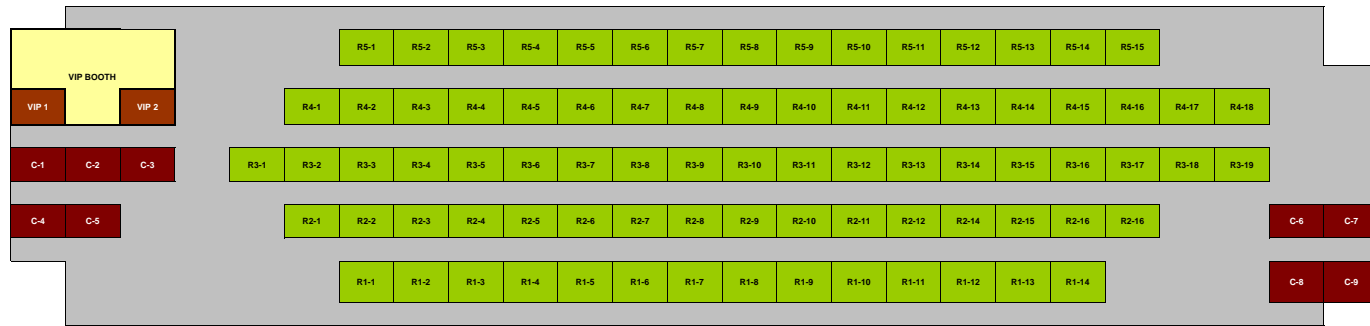 R5-1 R5-2 R5-3 R5-4 R5-5 R5-6 R5-7 R5-8 R5-9 R5-10 R5-11 R5-12 R5-13 R5-14 R5-15
VIP BOOTH
VIP 1 VIP 2 R4-1 R4-2 R4-3 R4-4 R4-5 R4-6 R4-7 R4-8 R4-9 R4-10 R4-11 R4-12 R4-13 R4-14 R4-15 R4-16 R4-17 R4-18
C-1 C-2 C-3 R3-1 R3-2 R3-3 R3-4 R3-5 R3-6 R3-7 R3-8 R3-9 R3-10 R3-11 R3-12 R3-13 R3-14 R3-15 R3-16 R3-17 R3-18 R3-19
C-4 C-5 R2-1 R2-2 R2-3 R2-4 R2-5 R2-6 R2-7 R2-8 R2-9 R2-10 R2-11 R2-12 R2-14 R2-15 R2-16 R2-16 C-6 C-7
R1-1 R1-2 R1-3 R1-4 R1-5 R1-6 R1-7 R1-8 R1-9 R1-10 R1-11 R1-12 R1-13 R1-14 C-8 C-9